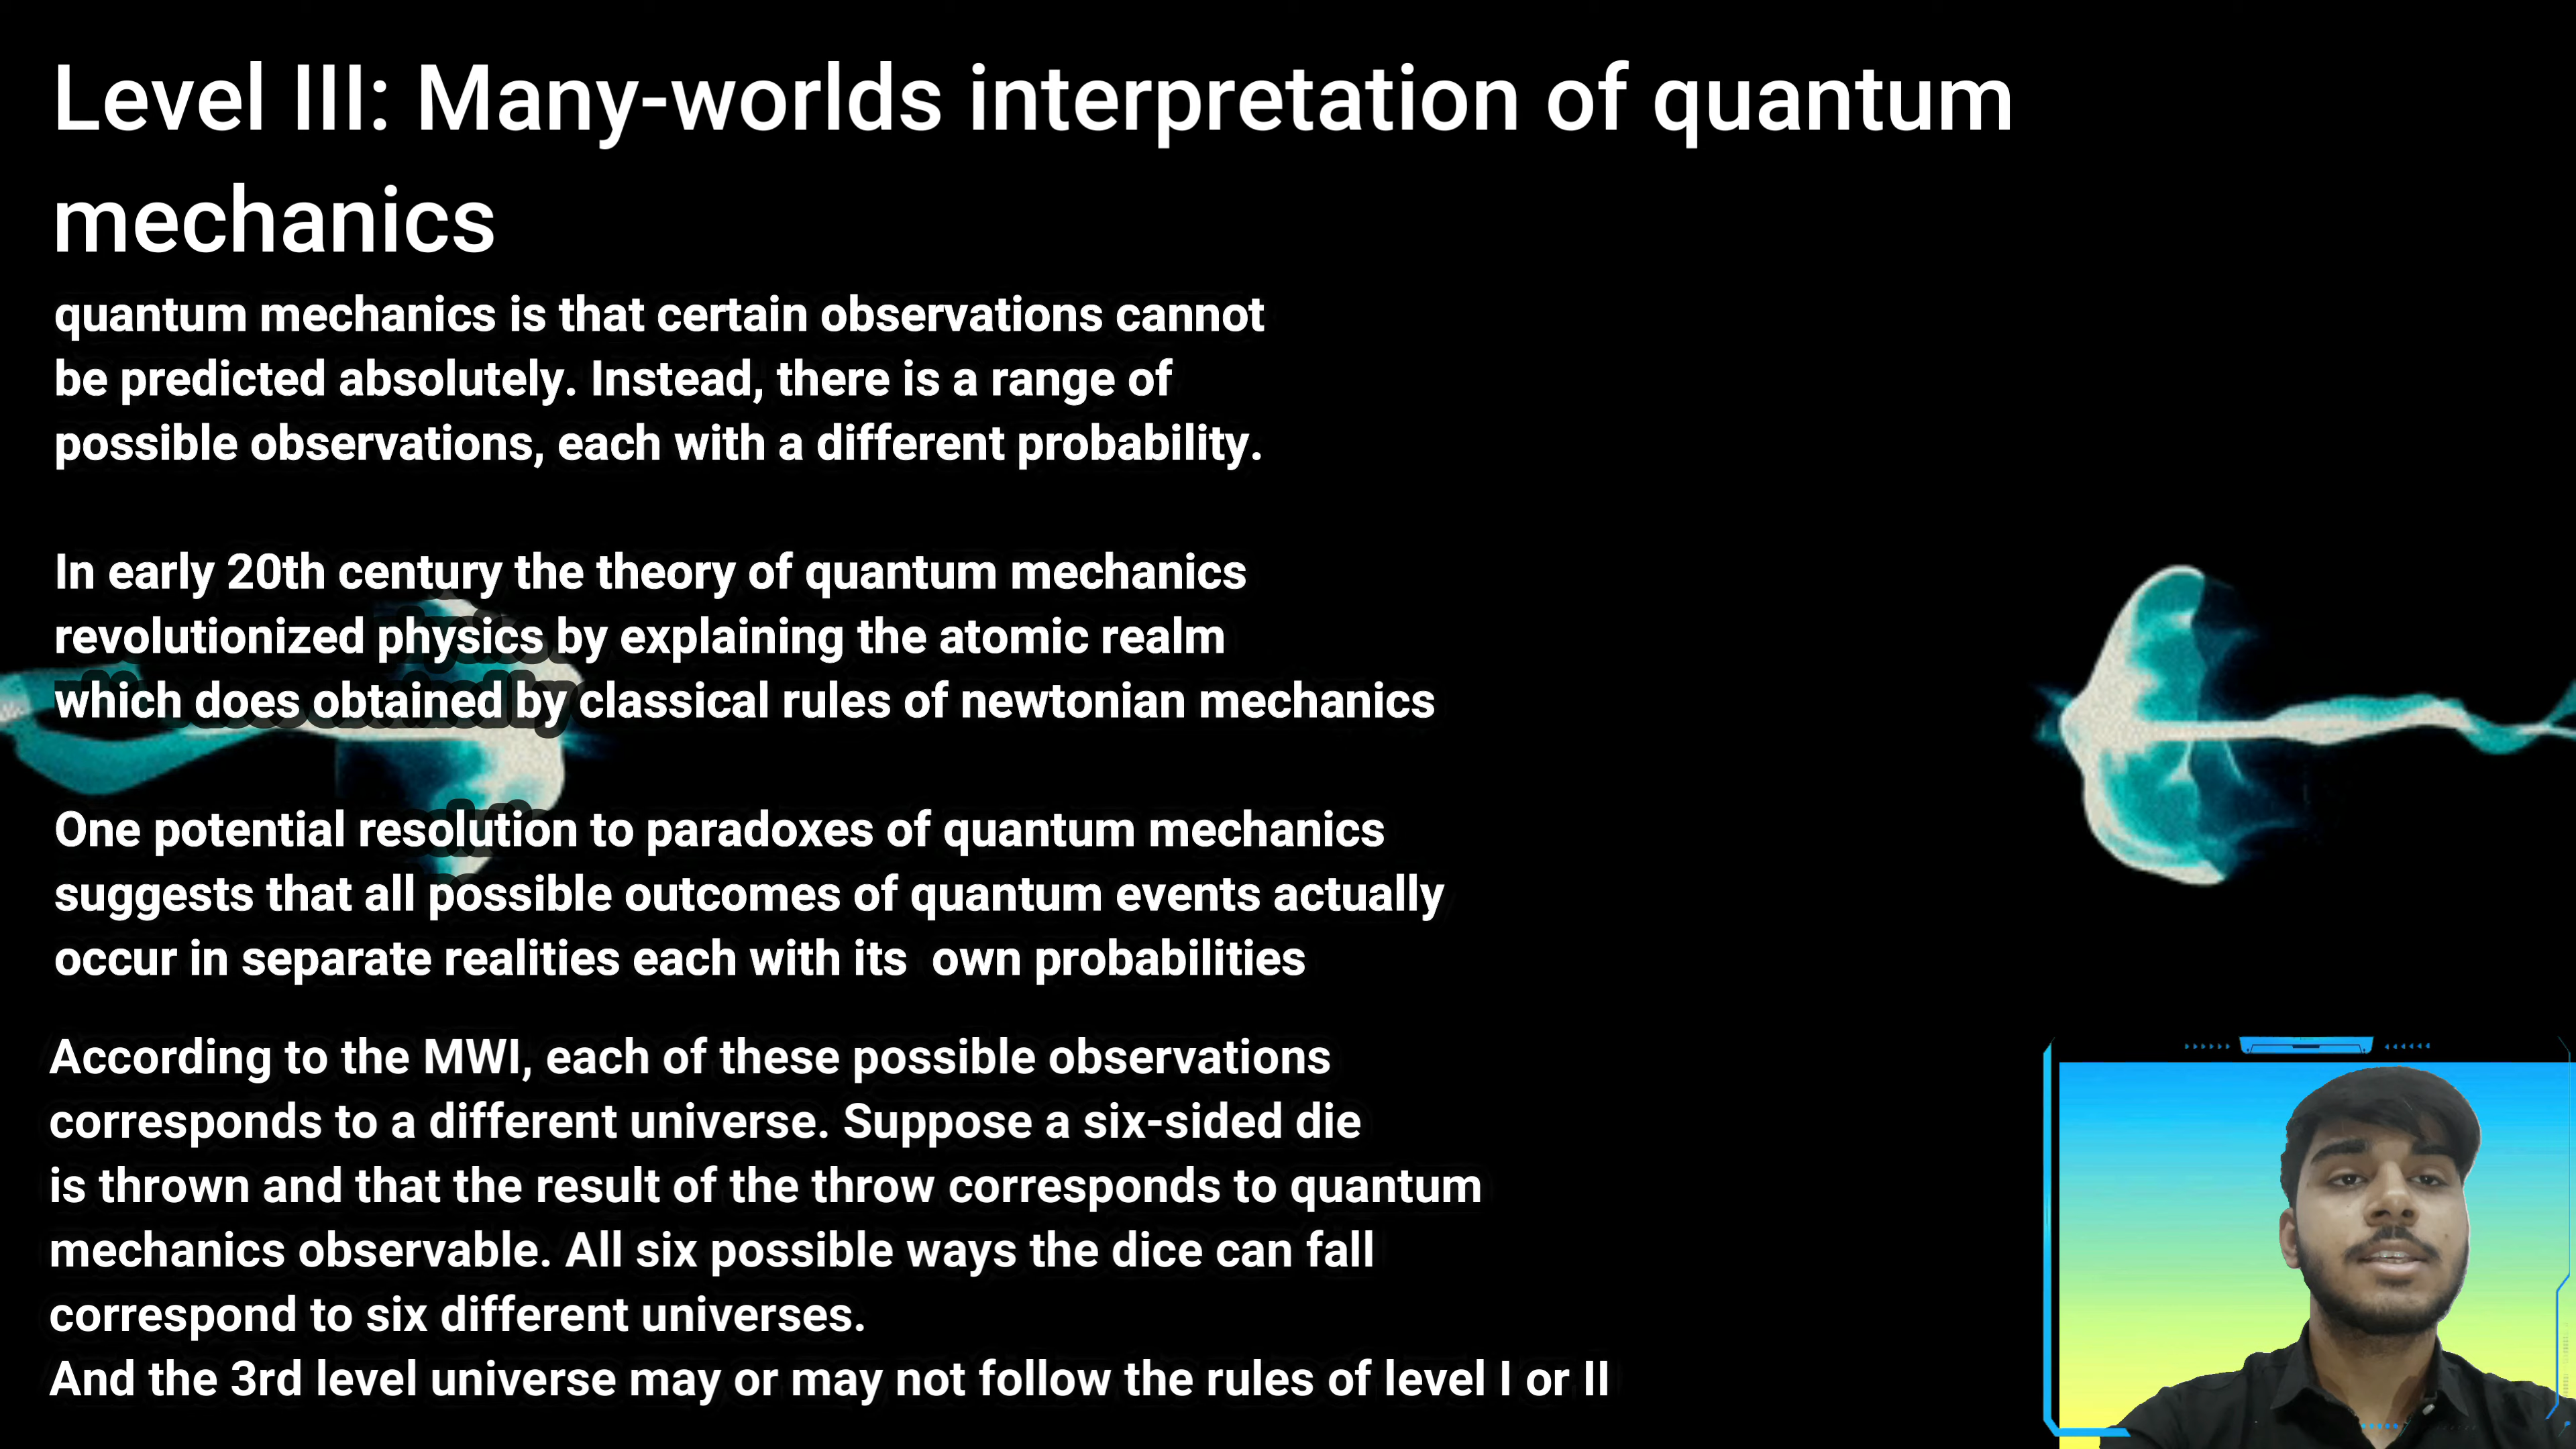 Level III: Many-worlds interpretation of quantum
mechanics
quantum mechanics is that certain observations cannot
be predicted absolutely. Instead, there is a range of
possible observations, each with a different probability.
In early 20th century the theory of quantum mechanics
revolutionized physics by explaining the atomic realm
which does obtained by classical rules of newtonian mechanics
One potential resolution to paradoxes of quantum mechanics
suggests that all possible outcomes of quantum events actually
occur in separate realities each with its  own probabilities
According to the MWI, each of these possible observations
corresponds to a different universe. Suppose a six-sided die
is thrown and that the result of the throw corresponds to quantum
mechanics observable. All six possible ways the dice can fall
correspond to six different universes.
And the 3rd level universe may or may not follow the rules of level I or II